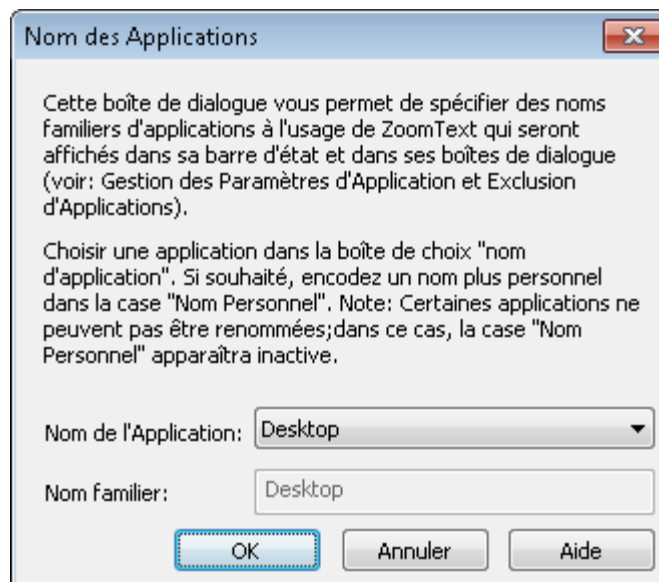 Nom des Applications
Cette boîte de dialogue vous permet de spécifier des noms
familiers d'applications à l'usage de ZoomText qui seront
affichés dans sa barre d'état et dans ses boîtes de dialogue
(voir: Gestion des Paramètres d'Application et Exclusion
d'Applications).
Choisir une application dans la boîte de choix "nom
d'application". Si souhaité, encodez un nom plus personnel
dans la case "Nom Personnel". Note: Certaines applications ne
peuvent pas être renommées;dans ce cas, la case "Nom
Personnel" apparaîtra inactive.
Nom de l'Application: Desktop
Nom familier: Desktop
OK Annuler Aide